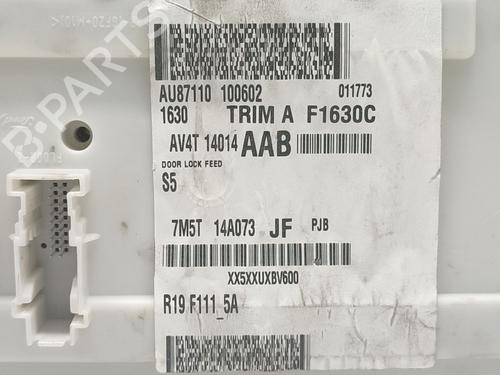 AU87110 100602 011773
1630 TRIM A F1630C
AV4T 14014 AAB
DOOR LOCK FEED
S5
7M5T 14A073 JF PJB
XX5XXUXBV600
R19 F111_5A
B-PARTS